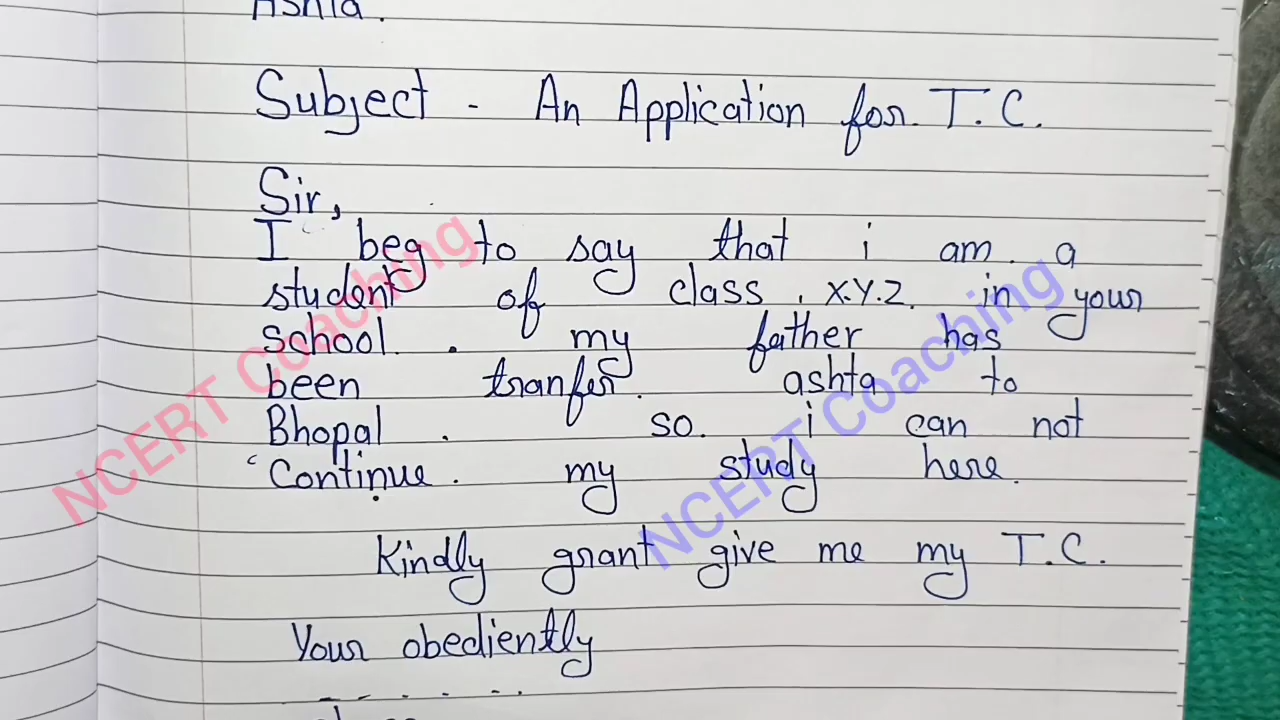 Ashta.
Subject - An Application for T.C.
Sir,
I beg to say that i am a
student of class . X.Y.Z. in your
school . my father has
been tranfer. ashta to
Bhopal . so. i can not
Continue . my study here.
Kindly grant give me my T.C.
Your obediently
NCERT Coaching
NCERT Coaching